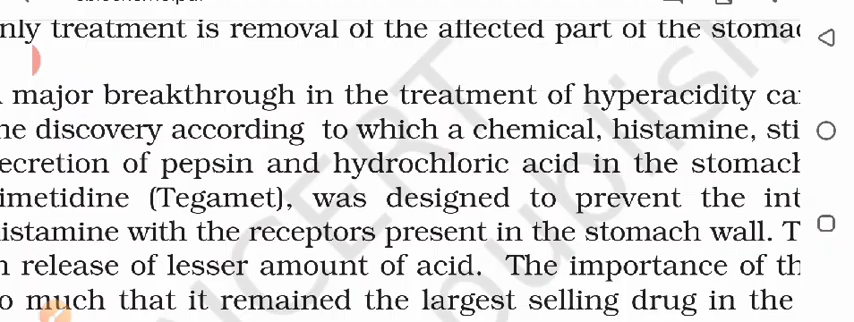 nly treatment is removal of the affected part of the stomac
major breakthrough in the treatment of hyperacidity ca
he discovery according to which a chemical, histamine, sti
ecretion of pepsin and hydrochloric acid in the stomach
imetidine (Tegamet), was designed to prevent the int
istamine with the receptors present in the stomach wall. T
n release of lesser amount of acid. The importance of th
o much that it remained the largest selling drug in the